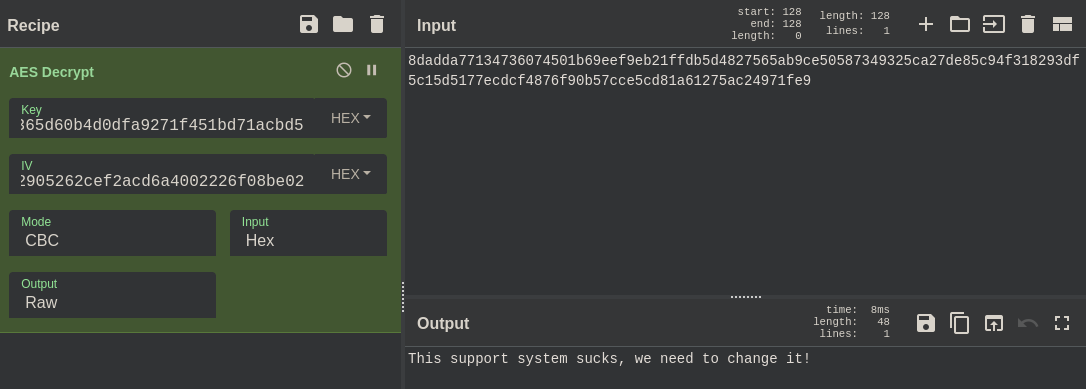 Recipe
AES Decrypt
Key
365d60b4d0dfa9271f451bd71acbd5
HEX
IV
2905262cef2acd6a4002226f08be02
HEX
Mode
CBC
Input
Hex
Output
Raw
Input
start: 128
end: 128
length: 0
length: 128
lines: 1
8dadda77134736074501b69eef9eb21ffdb5d4827565ab9ce50587349325ca27de85c94f318293df
5c15d5177ecdcf4876f90b57cce5cd81a61275ac24971fe9
Output
time: 8ms
length: 48
lines: 1
This support system sucks, we need to change it!